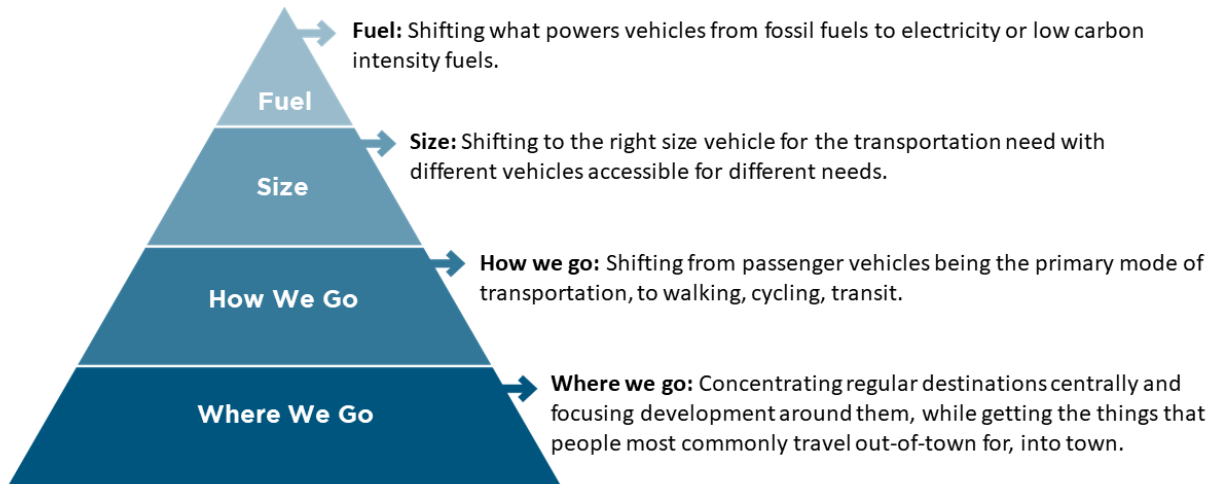 Fuel: Shifting what powers vehicles from fossil fuels to electricity or low carbon
intensity fuels.
Fuel
Size: Shifting to the right size vehicle for the transportation need with
different vehicles accessible for different needs.
Size
How we go: Shifting from passenger vehicles being the primary mode of
transportation, to walking, cycling, transit.
How We Go
Where we go: Concentrating regular destinations centrally and
focusing development around them, while getting the things that
people most commonly travel out-of-town for, into town.
Where We Go